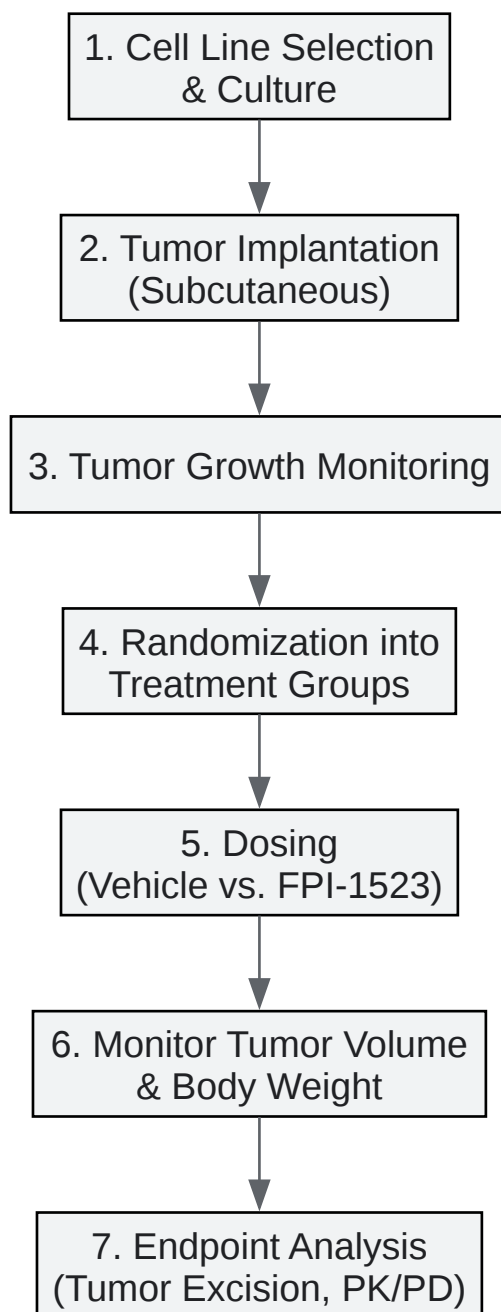 1. Cell Line Selection
& Culture
2. Tumor Implantation
(Subcutaneous)
3. Tumor Growth Monitoring
4. Randomization into
Treatment Groups
5. Dosing
(Vehicle vs. FPI-1523)
6. Monitor Tumor Volume
& Body Weight
7. Endpoint Analysis
(Tumor Excision, PK/PD)